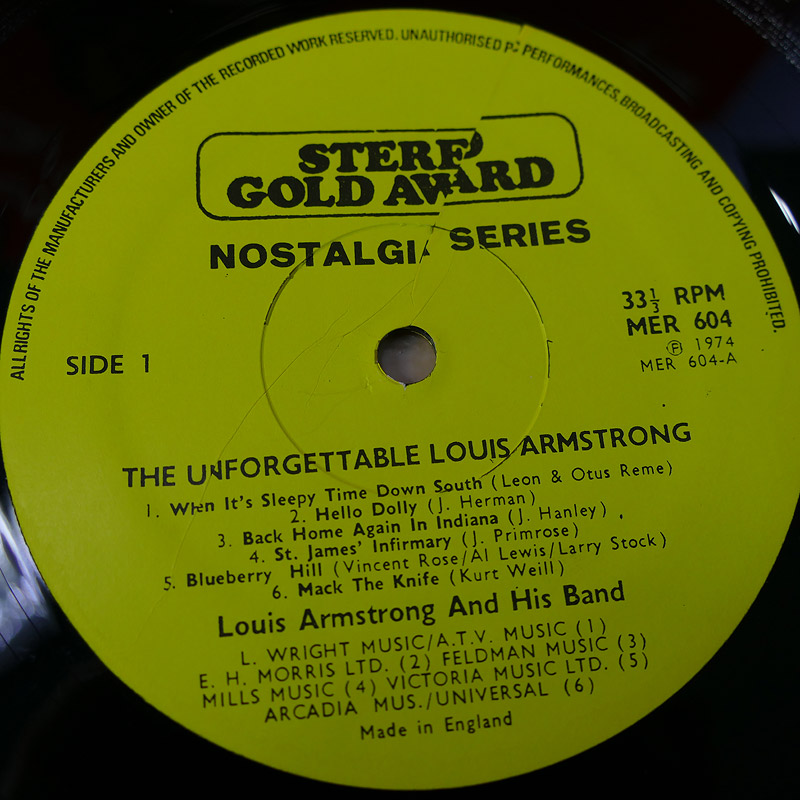 ALL RIGHTS OF THE MANUFACTURERS AND OWNER OF THE RECORDED WORK RESERVED. UNAUTHORISED P PERFORMANCES, BROADCASTING AND COPYING PROHIBITED.
STEREO
GOLD AWARD
NOSTALGIA SERIES
33⅓ RPM
MER 604
Ⓟ 1974
MER 604-A
SIDE 1
THE UNFORGETTABLE LOUIS ARMSTRONG
1. When It's Sleepy Time Down South (Leon & Otus Reme)
2. Hello Dolly (J. Herman)
3. Back Home Again In Indiana (J. Hanley)
4. St. James' Infirmary (J. Primrose)
5. Blueberry Hill (Vincent Rose/Al Lewis/Larry Stock)
6. Mack The Knife (Kurt Weill)
Louis Armstrong And His Band
L. WRIGHT MUSIC/A.T.V. MUSIC (1)
E. H. MORRIS LTD. (2) FELDMAN MUSIC (3)
MILLS MUSIC (4) VICTORIA MUSIC LTD. (5)
ARCADIA MUS./UNIVERSAL (6)
Made in England